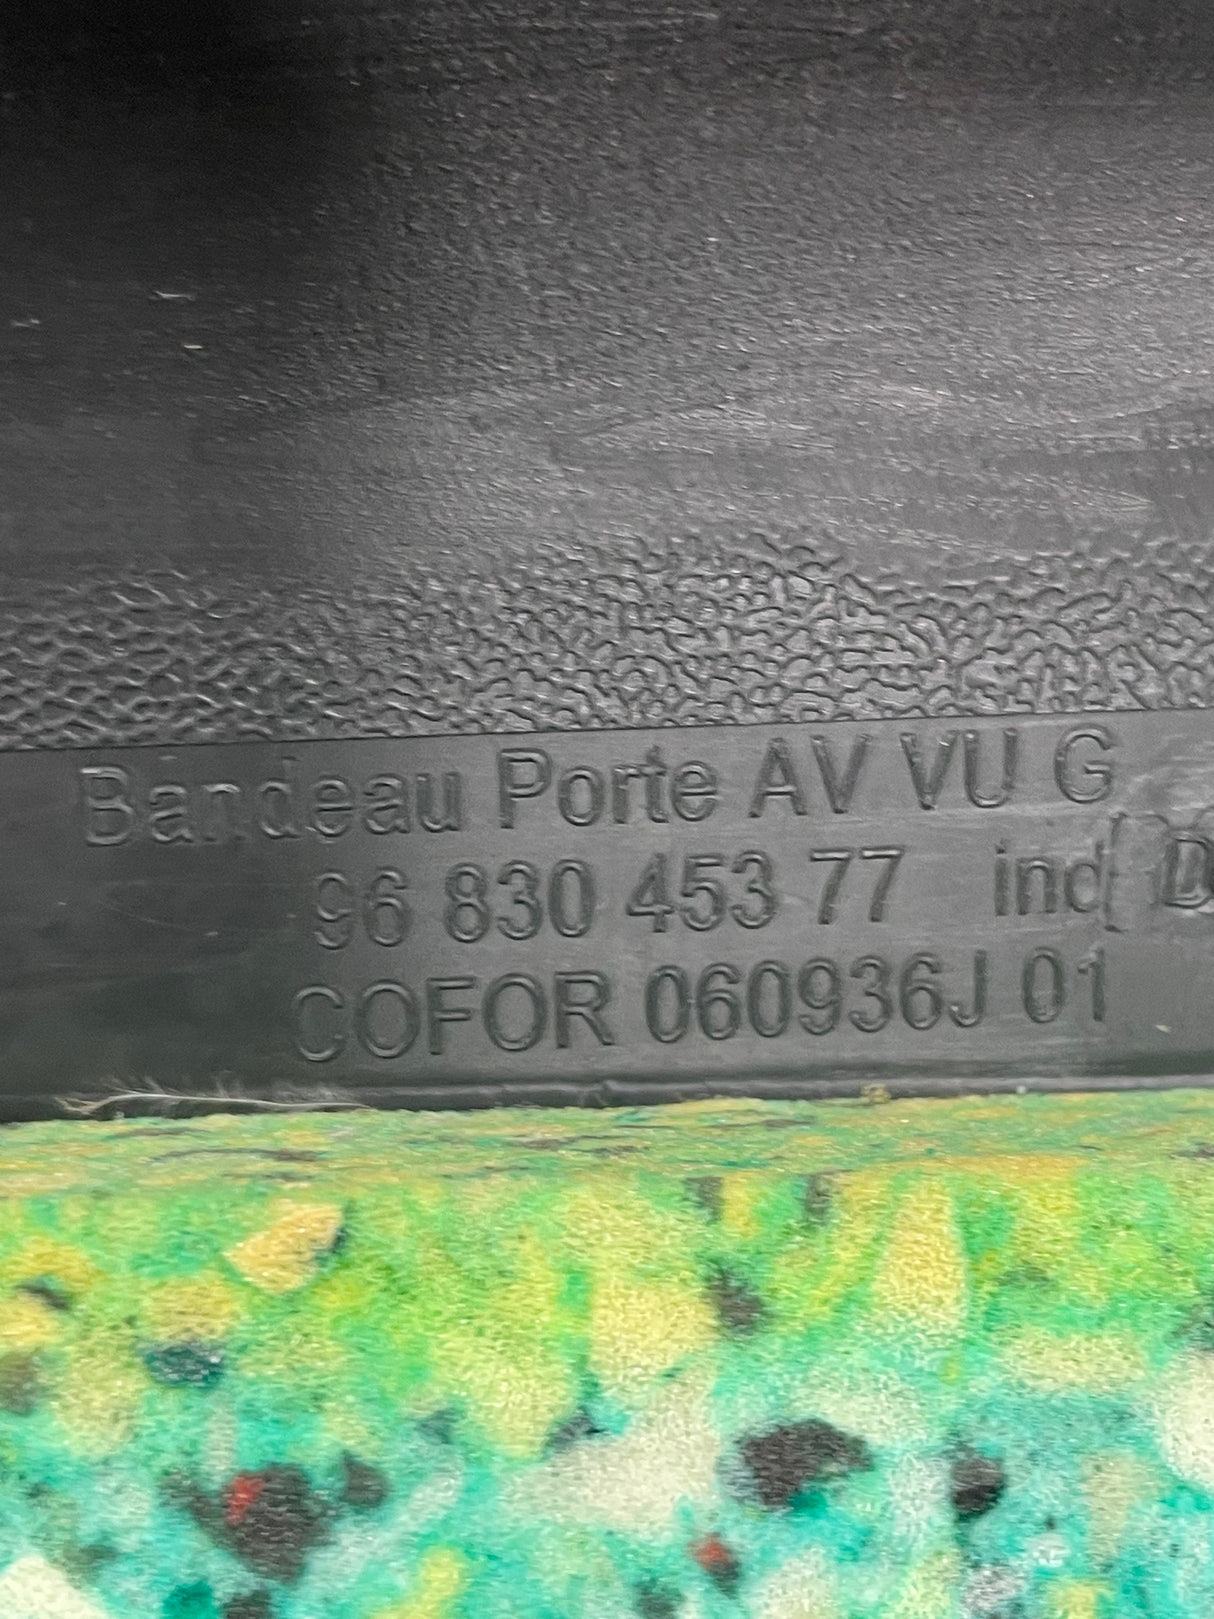 Bandeau Porte AV VU G
96 830 453 77 ind D
COFOR 060936J 01